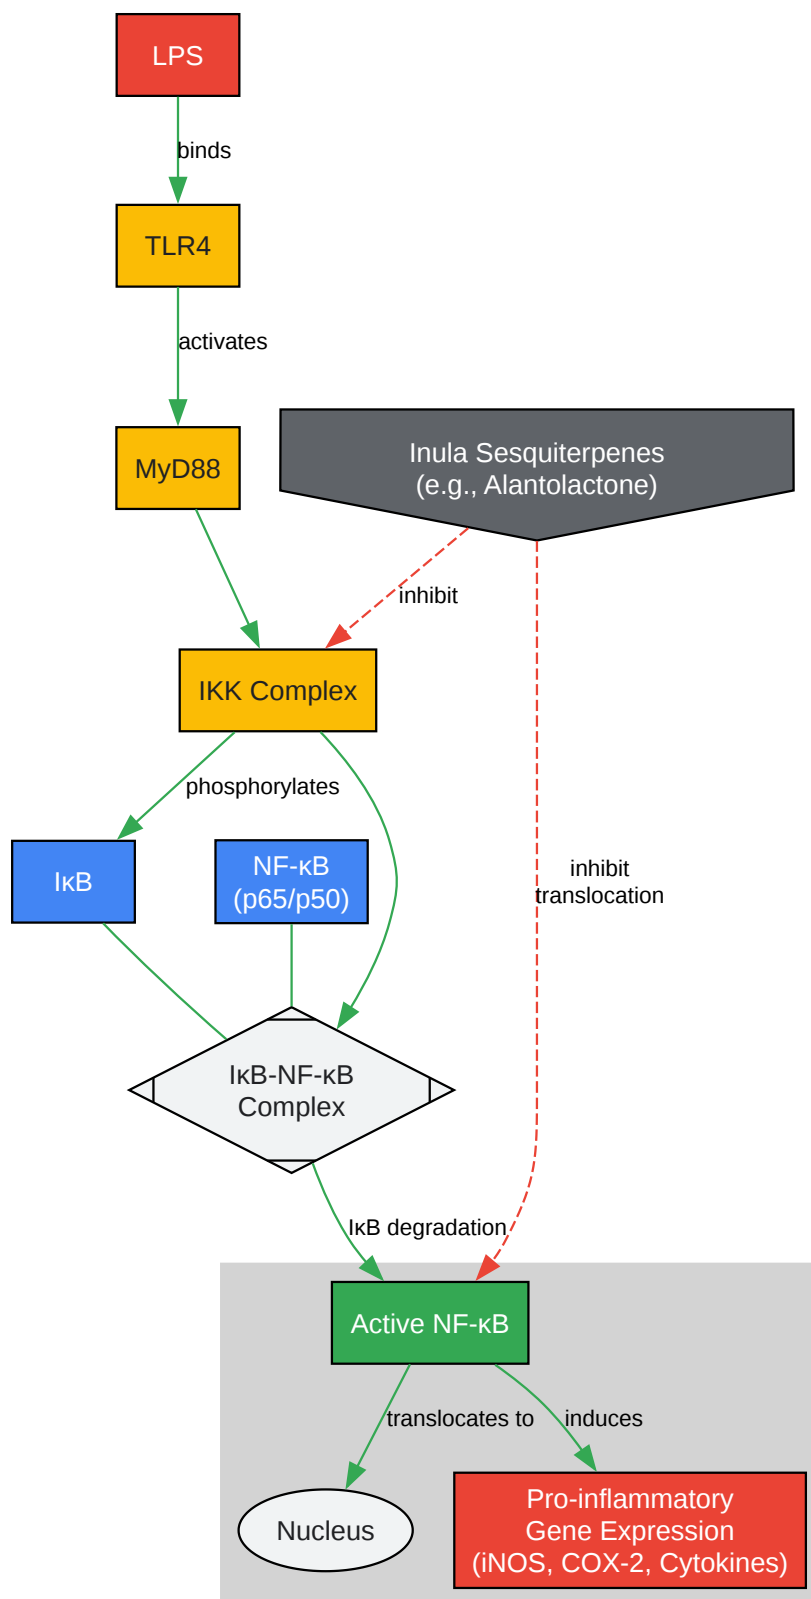 LPS
binds
TLR4
activates
MyD88
Inula Sesquiterpenes
(e.g., Alantolactone)
inhibit
IKK Complex
phosphorylates
IκB
NF-κB
(p65/p50)
inhibit
translocation
IκB-NF-κB
Complex
IκB degradation
Active NF-κB
translocates to
induces
Nucleus
Pro-inflammatory
Gene Expression
(iNOS, COX-2, Cytokines)